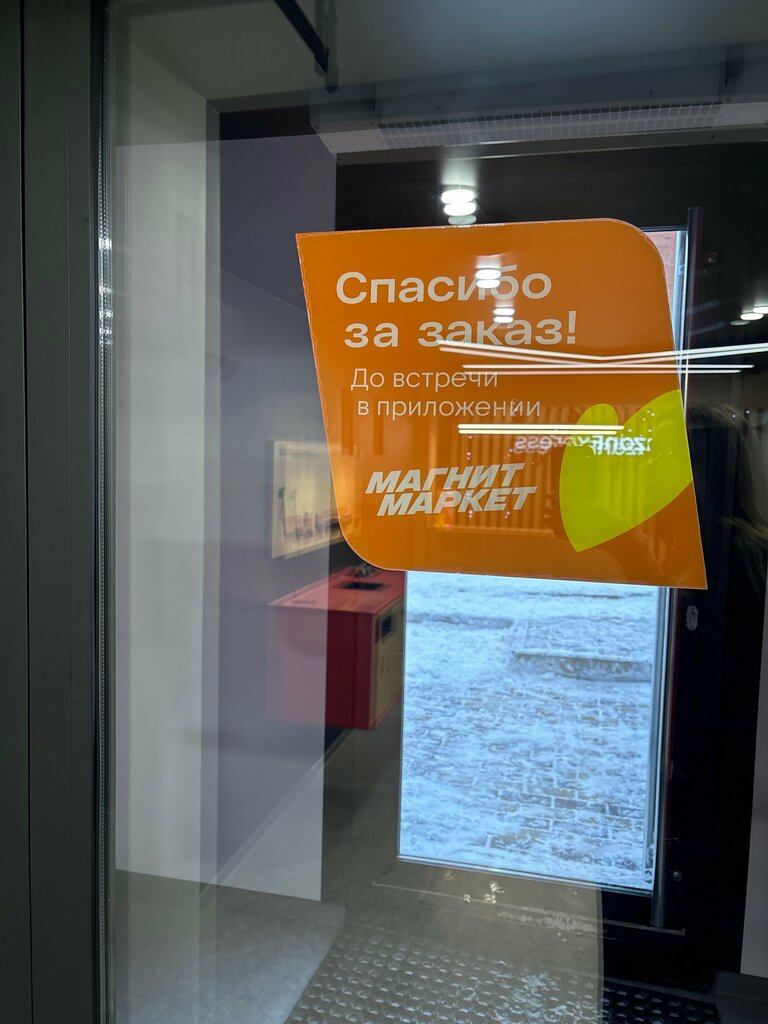 Спасибо
за заказ!
До встречи
в приложении
МАГНИТ
МАРКЕТ